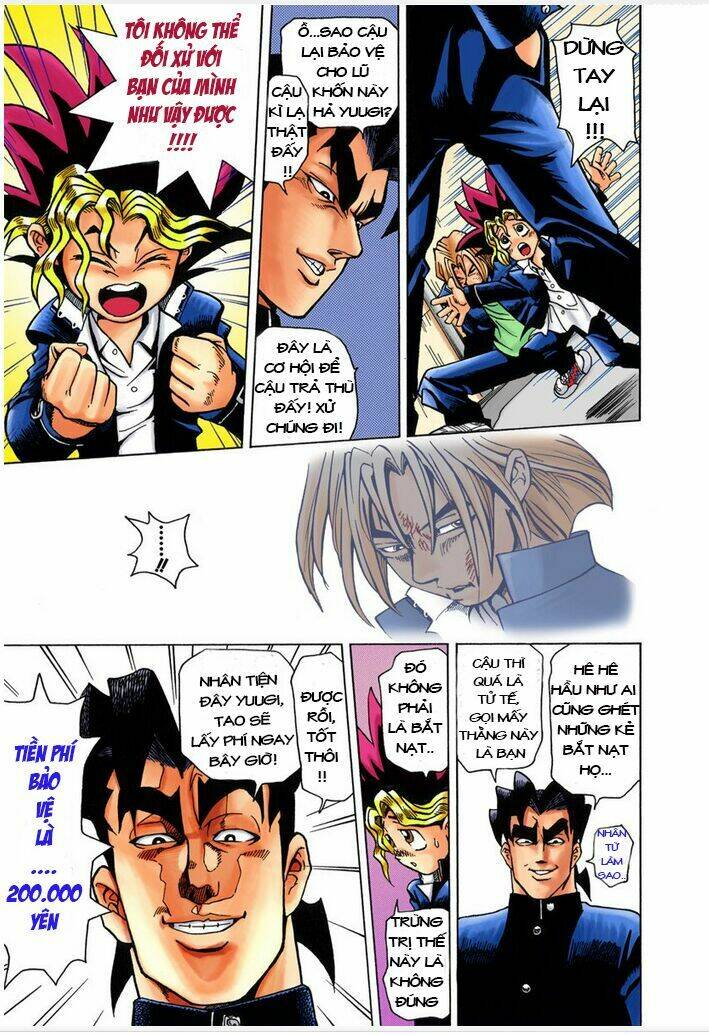 DỪNG
TAY
LẠI
!!!
Ồ...SAO CẬU
LẠI BẢO VỆ
CHO LŨ
KHỐN NÀY
HẢ YUUGI?
CẬU
KÌ LẠ
THẬT
ĐẤY
!!
ĐÂY LÀ
CƠ HỘI ĐỂ
CẬU TRẢ THÙ
ĐẤY! XỬ
CHÚNG ĐI!
TÔI KHÔNG THỂ
ĐỐI XỬ VỚI
BẠN CỦA MÌNH
NHƯ VẬY ĐƯỢC
!!!!
......!!
HÊ HÊ
HẦU NHƯ AI
CŨNG GHÉT
NHỮNG KẺ
BẮT NẠT
HỌ...
NHÂN
TỪ
LÀM
SAO..
CẬU THÌ
QUÁ LÀ
TỬ TẾ,
GỌI MẤY
THẰNG NÀY
LÀ BẠN
ĐÓ
KHÔNG
PHẢI
LÀ BẮT
NẠT..
TRỪNG
TRỊ THẾ
NÀY LÀ
KHÔNG
ĐÚNG
ĐƯỢC
RỒI,
TỐT
THÔI
!!
NHÂN TIỆN
ĐÂY YUUGI,
TAO SẼ
LẤY PHÍ NGAY
BÂY GIỜ!
TIỀN PHÍ
BẢO
VỆ
LÀ
....
200.000
YÊN